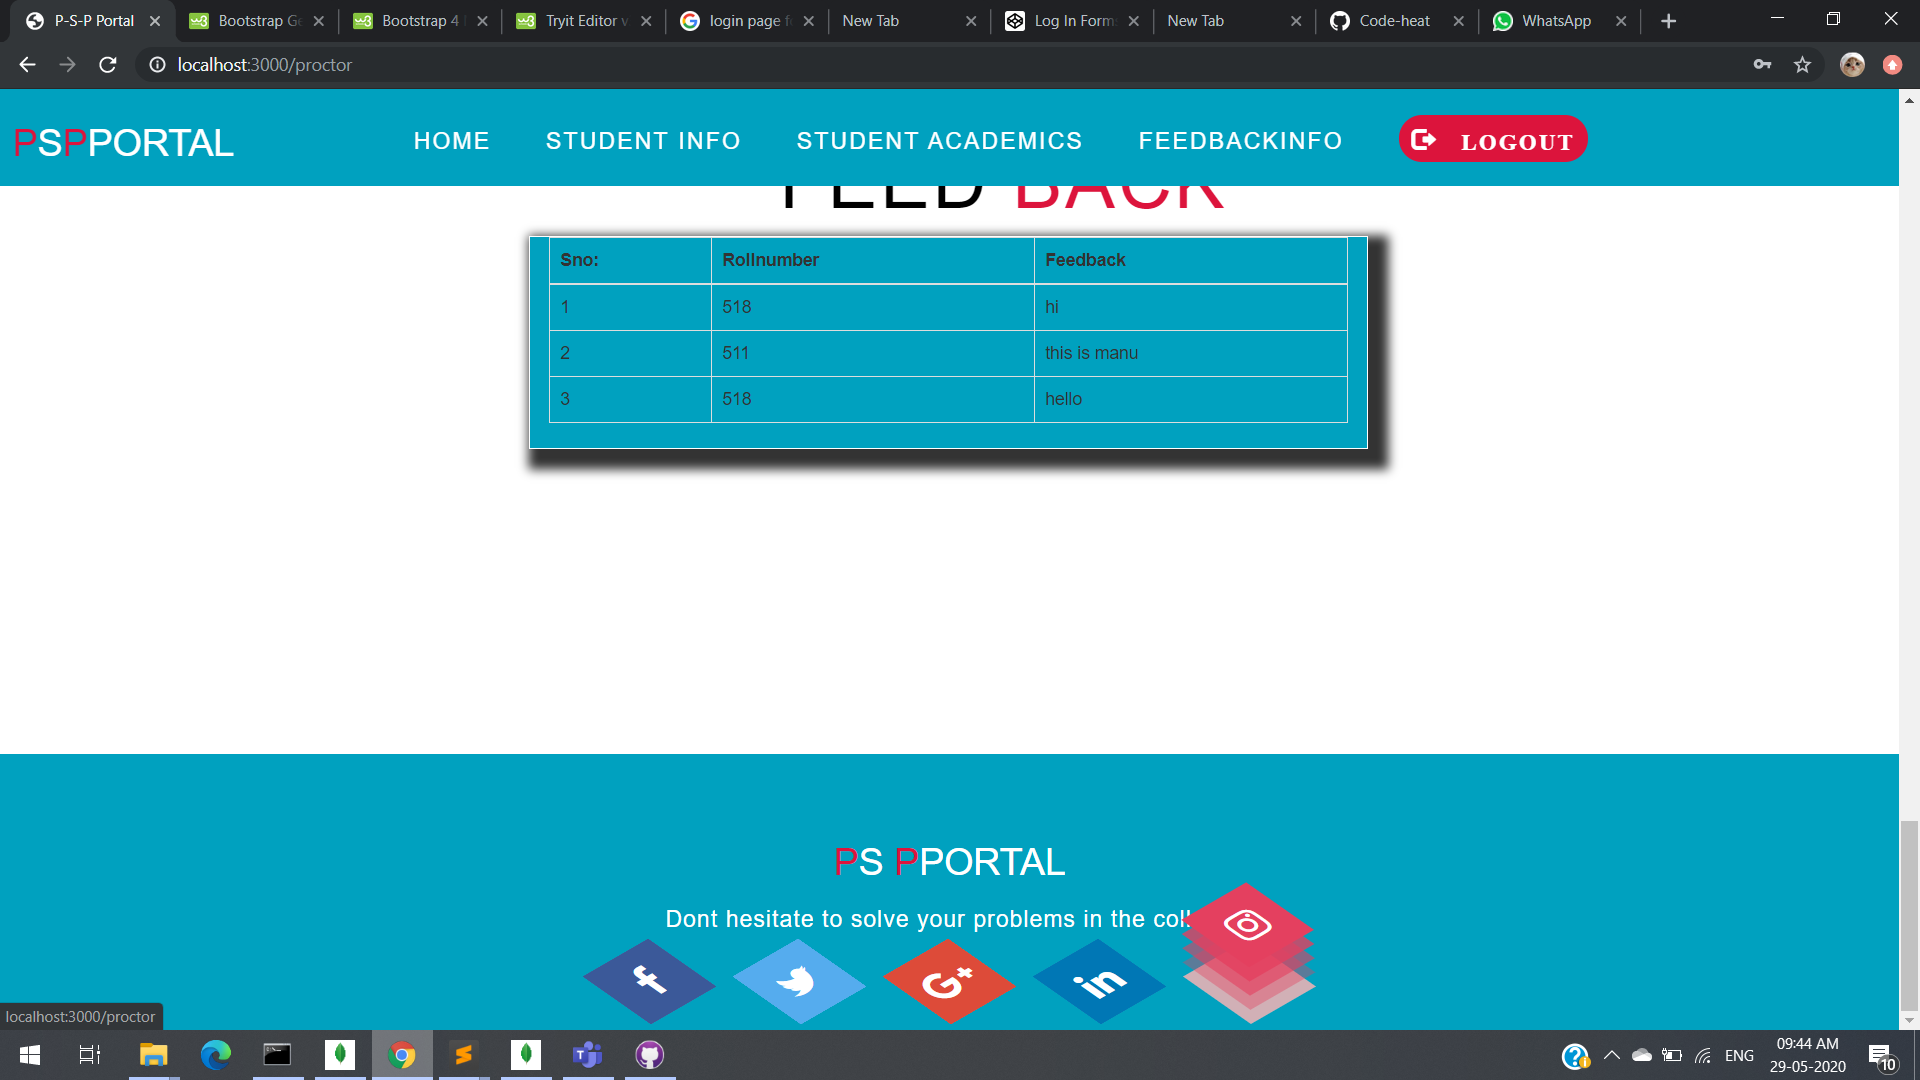 P-S-P Portal
Bootstrap Ge
Bootstrap 4
Tryit Editor v
login page f
New Tab
Log In Form
New Tab
Code-heat
WhatsApp
localhost:3000/proctor
PSPPORTAL
HOME
STUDENT INFO
STUDENT ACADEMICS
FEEDBACKINFO
LOGOUT
FEED BACK
Sno: Rollnumber Feedback
1 518 hi
2 511 this is manu
3 518 hello
PS PPORTAL
Dont hesitate to solve your problems in the coll
f
G+
in
localhost:3000/proctor
ENG
09:44 AM
29-05-2020
10